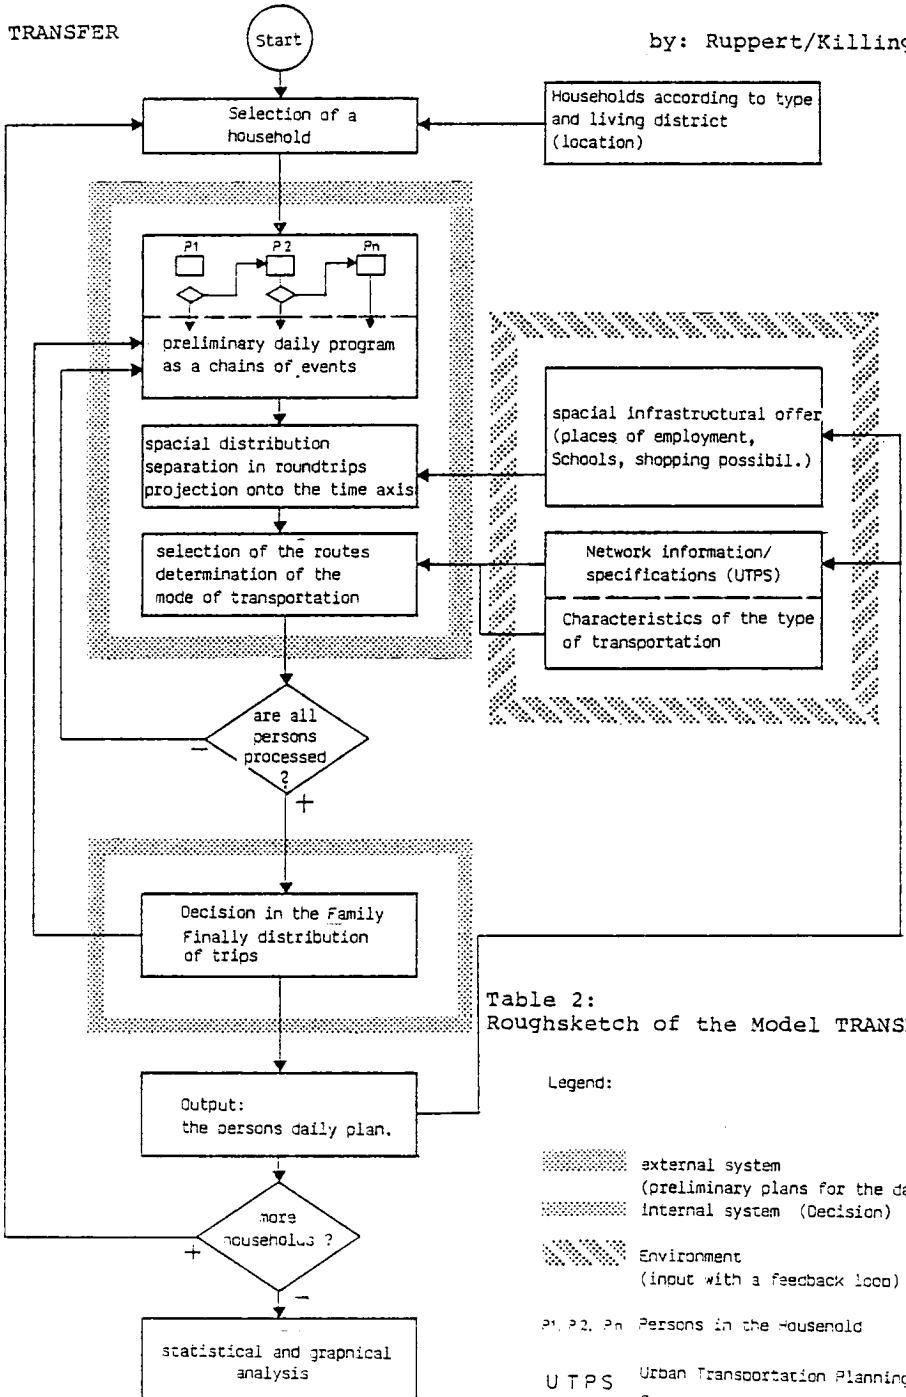 TRANSFER
Start
by: Ruppert/Killing
Selection of a
household
Households according to type
and living district
(location)
P1 P2 Pn
preliminary daily program
as a chains of events
spacial distribution
separation in roundtrips
projection onto the time axis
spacial infrastructural offer
(places of employment,
Schools, shopping possibil.)
selection of the routes
determination of the
mode of transportation
Network information/
specifications (UTPS)
Characteristics of the type
of transportation
are all
persons
processed
?
−
+
Decision in the Family
Finally distribution
of trips
Table 2:
Roughsketch of the Model TRANS
Legend:
Output:
the persons daily plan.
external system
(preliminary plans for the da
internal system (Decision)
more
households ?
+
−
Environment
(input with a feedback loop)
P1, P2, Pn Persons in the Household
statistical and graphical
analysis
UTPS Urban Transportation Planning